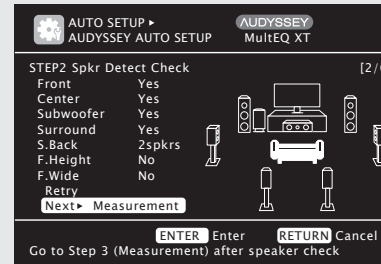 AUTO SETUP ▸
AUDYSSEY AUTO SETUP
AUDYSSEY
MultEQ XT
STEP2 Spkr Detect Check [2/
Front Yes
Center Yes
Subwoofer Yes
Surround Yes
S.Back 2spkrs
F.Height No
F.Wide No
Retry
Next▸ Measurement
ENTER Enter RETURN Cancel
Go to Step 3 (Measurement) after speaker check